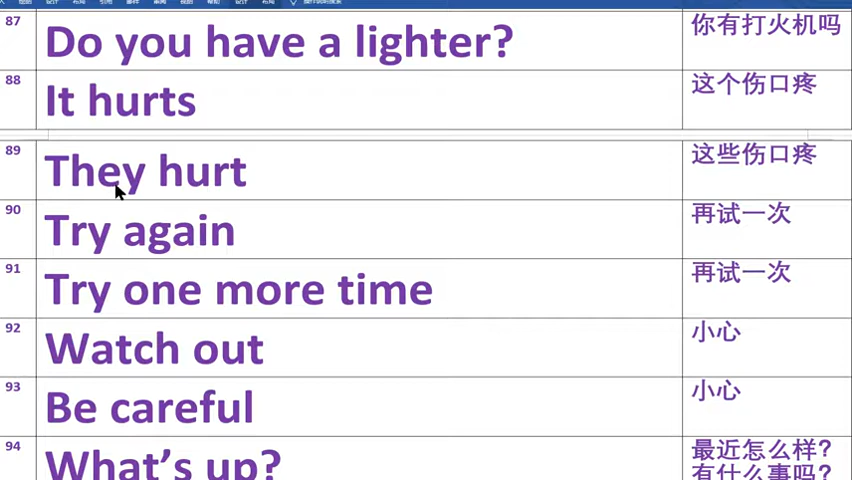 87 Do you have a lighter? 你有打火机吗
88 It hurts 这个伤口疼
89 They hurt 这些伤口疼
90 Try again 再试一次
91 Try one more time 再试一次
92 Watch out 小心
93 Be careful 小心
94 What's up? 最近怎么样?
有什么事吗?